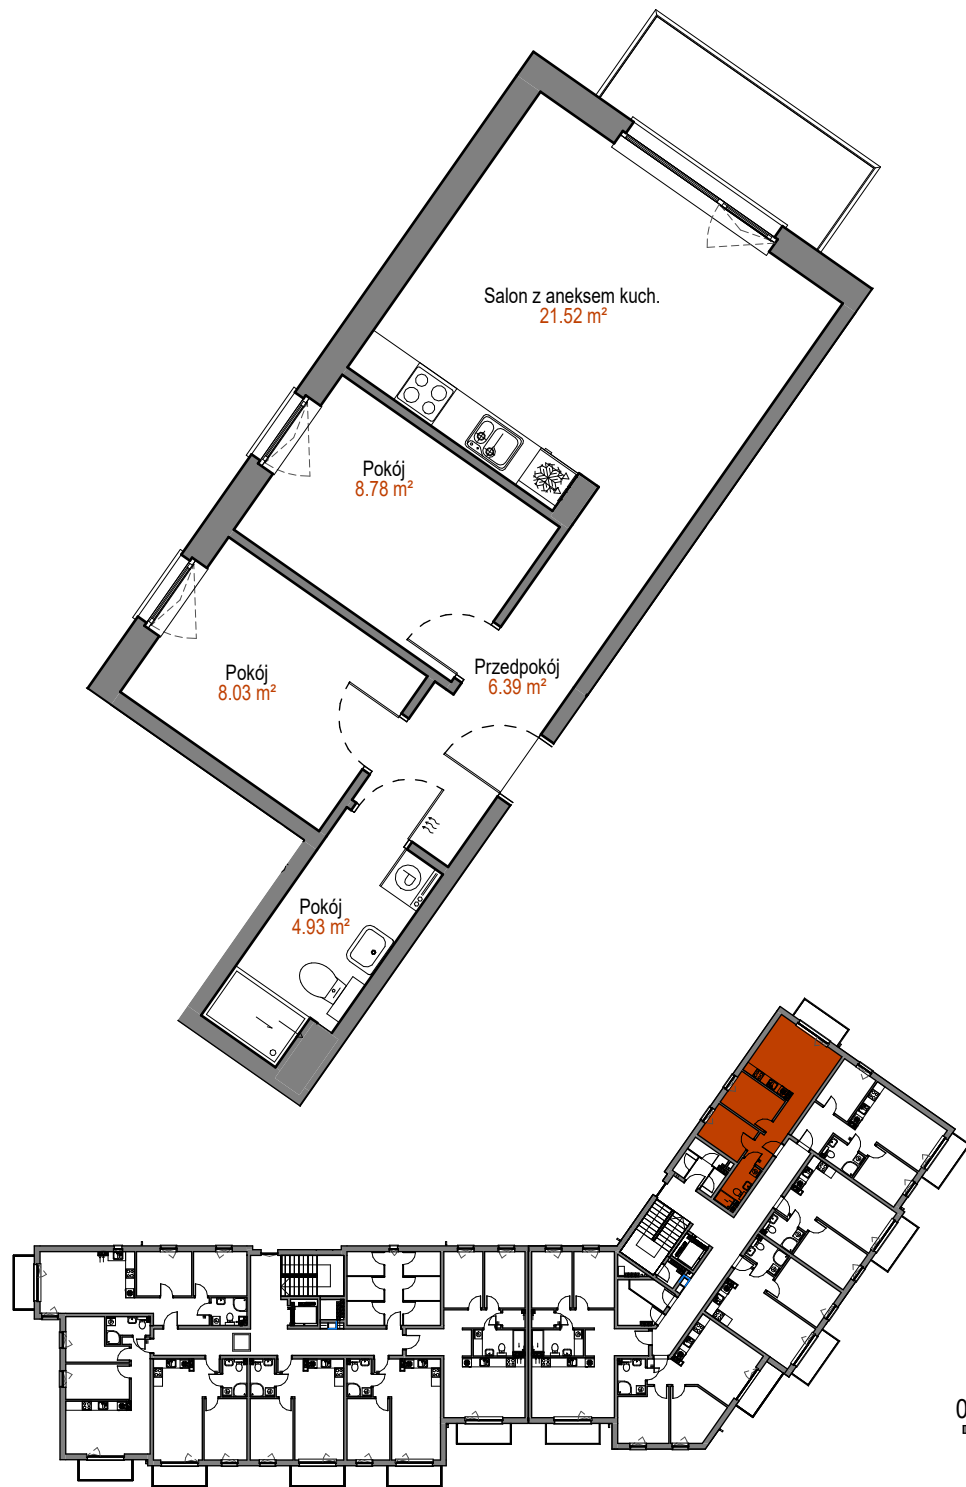 Salon z aneksem kuch.
21.52 m²
Pokój
8.78 m²
Pokój
8.03 m²
Przedpokój
6.39 m²
Pokój
4.93 m²
0